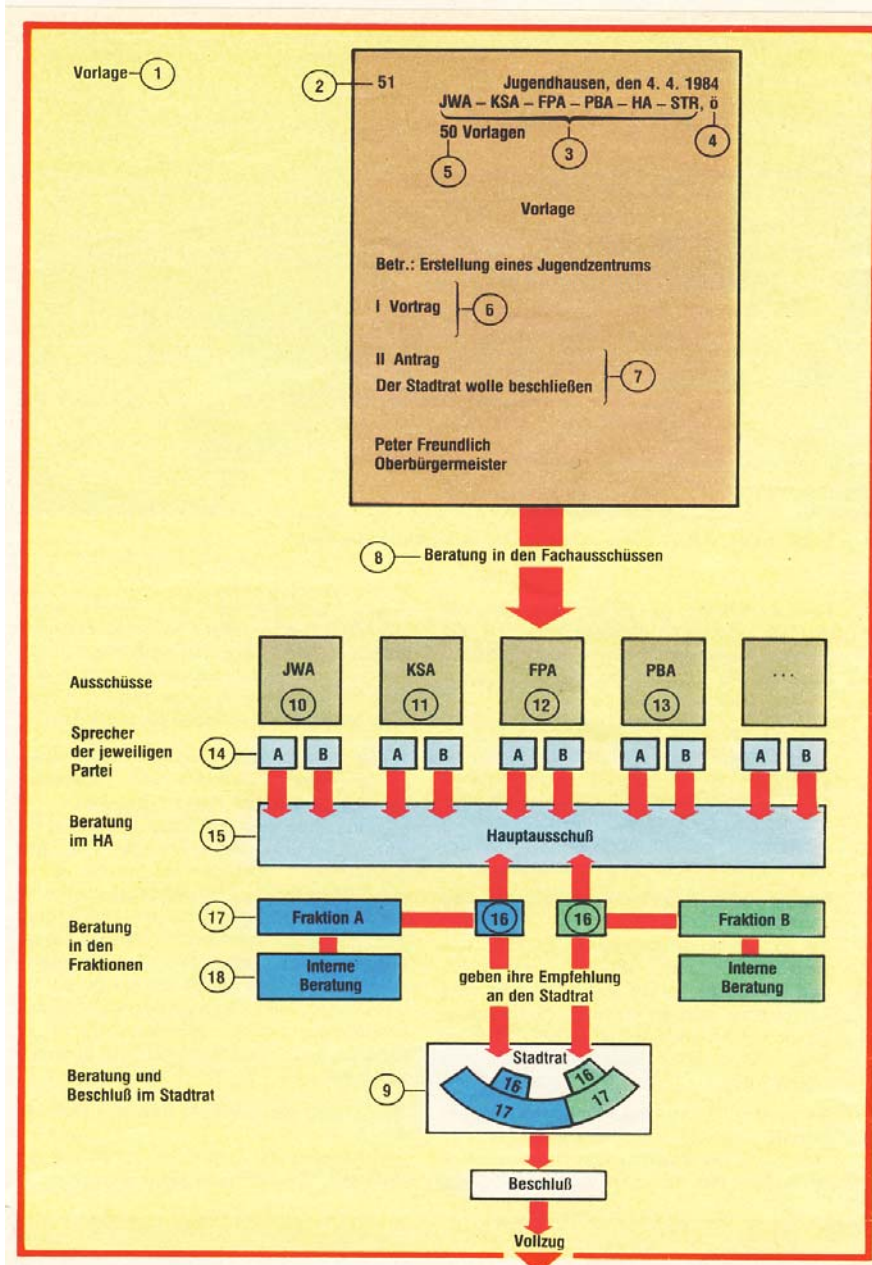 Vorlage 1
2 51 Jugendhausen, den 4. 4. 1984
JWA – KSA – FPA – PBA – HA – STR, ö
50 Vorlagen 3 4
5
Vorlage
Betr.: Erstellung eines Jugendzentrums
I Vortrag 6
II Antrag
Der Stadtrat wolle beschließen 7
Peter Freundlich
Oberbürgermeister
8 Beratung in den Fachausschüssen
Ausschüsse
JWA KSA FPA PBA ...
10 11 12 13
Sprecher
der jeweiligen
Partei
14 A B A B A B A B A B
Beratung
im HA
15 Hauptausschuß
Beratung
in den
Fraktionen
17 Fraktion A 16 16 Fraktion B
18 Interne
Beratung
geben ihre Empfehlung
an den Stadtrat
Interne
Beratung
Beratung und
Beschluß im Stadtrat
9 Stadtrat
16 16
17 17
Beschluß
Vollzug